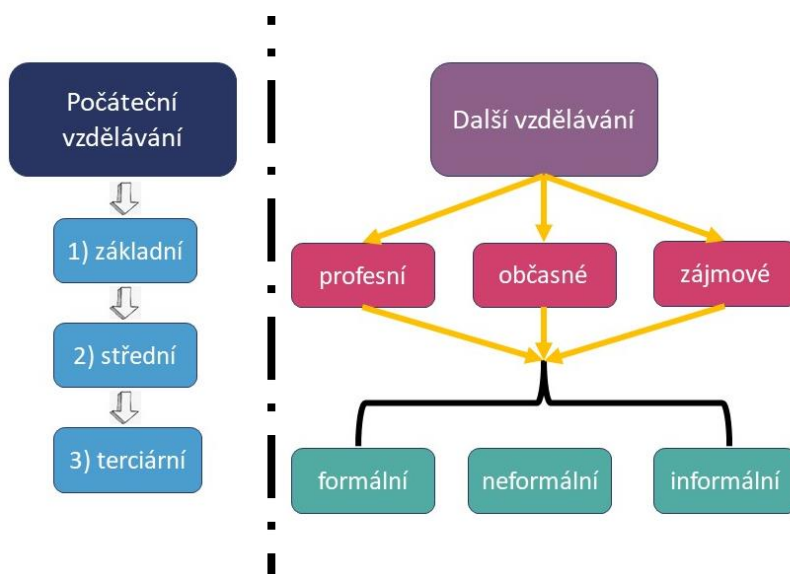 Počáteční
vzdělávání
1) základní
2) střední
3) terciární
Další vzdělávání
profesní
občasné
zájmové
formální
neformální
informální